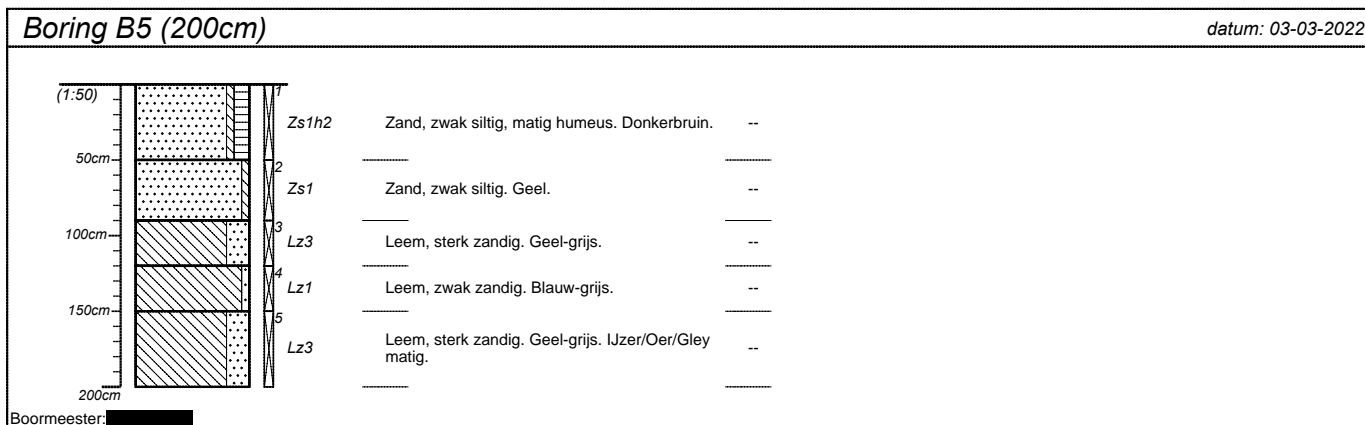 Boring B5 (200cm)
datum: 03-03-2022
(1:50)
1
Zs1h2 Zand, zwak siltig, matig humeus. Donkerbruin. --
50cm
2
Zs1 Zand, zwak siltig. Geel. --
100cm
3
Lz3 Leem, sterk zandig. Geel-grijs. --
4
Lz1 Leem, zwak zandig. Blauw-grijs. --
150cm
5
Lz3 Leem, sterk zandig. Geel-grijs. IJzer/Oer/Gley --
matig.
200cm
Boormeester: